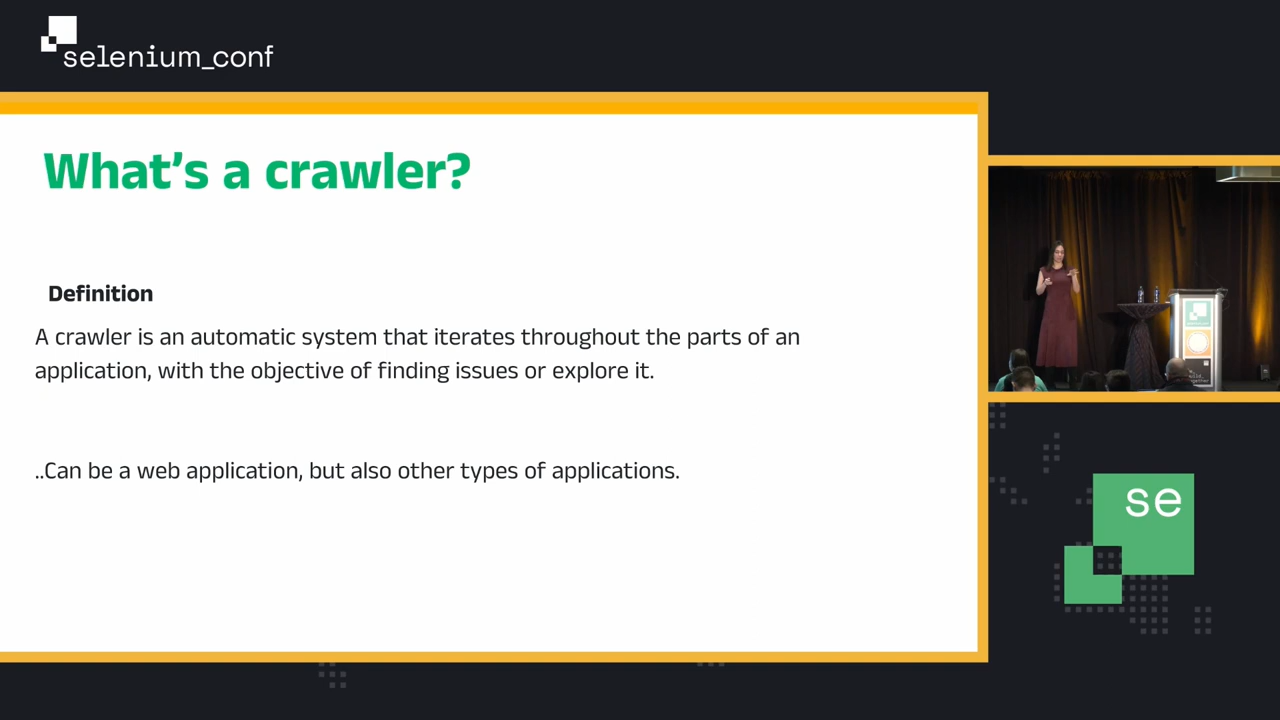 selenium_conf
What's a crawler?
Definition
A crawler is an automatic system that iterates throughout the parts of an
application, with the objective of finding issues or explore it.
..Can be a web application, but also other types of applications.
se